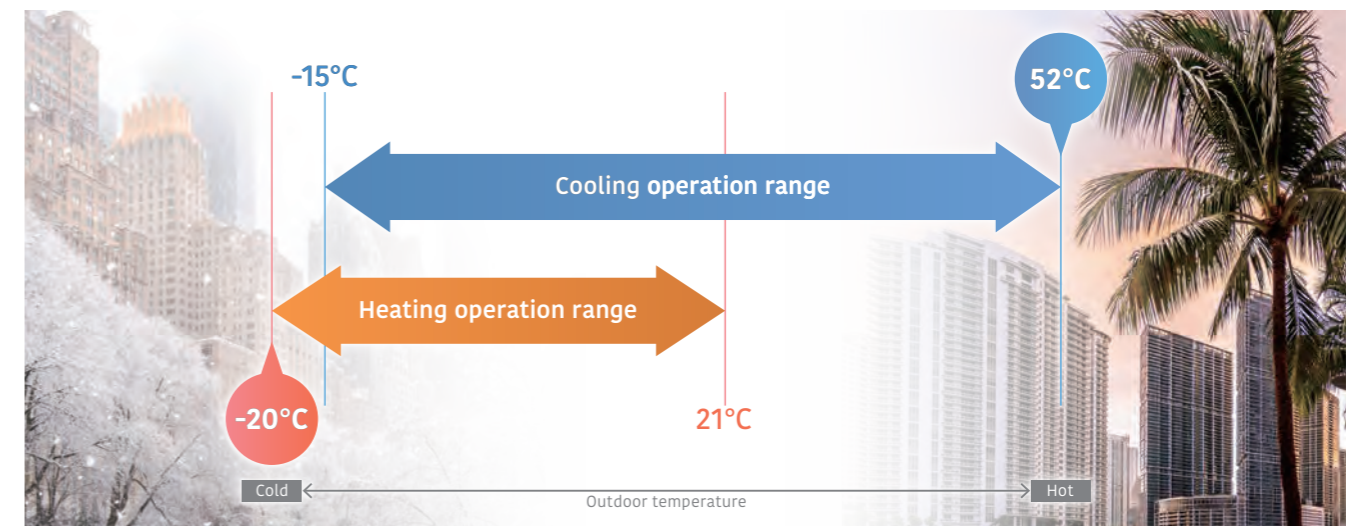 -15°C
52°C
Cooling operation range
Heating operation range
-20°C
21°C
Cold
Hot
Outdoor temperature